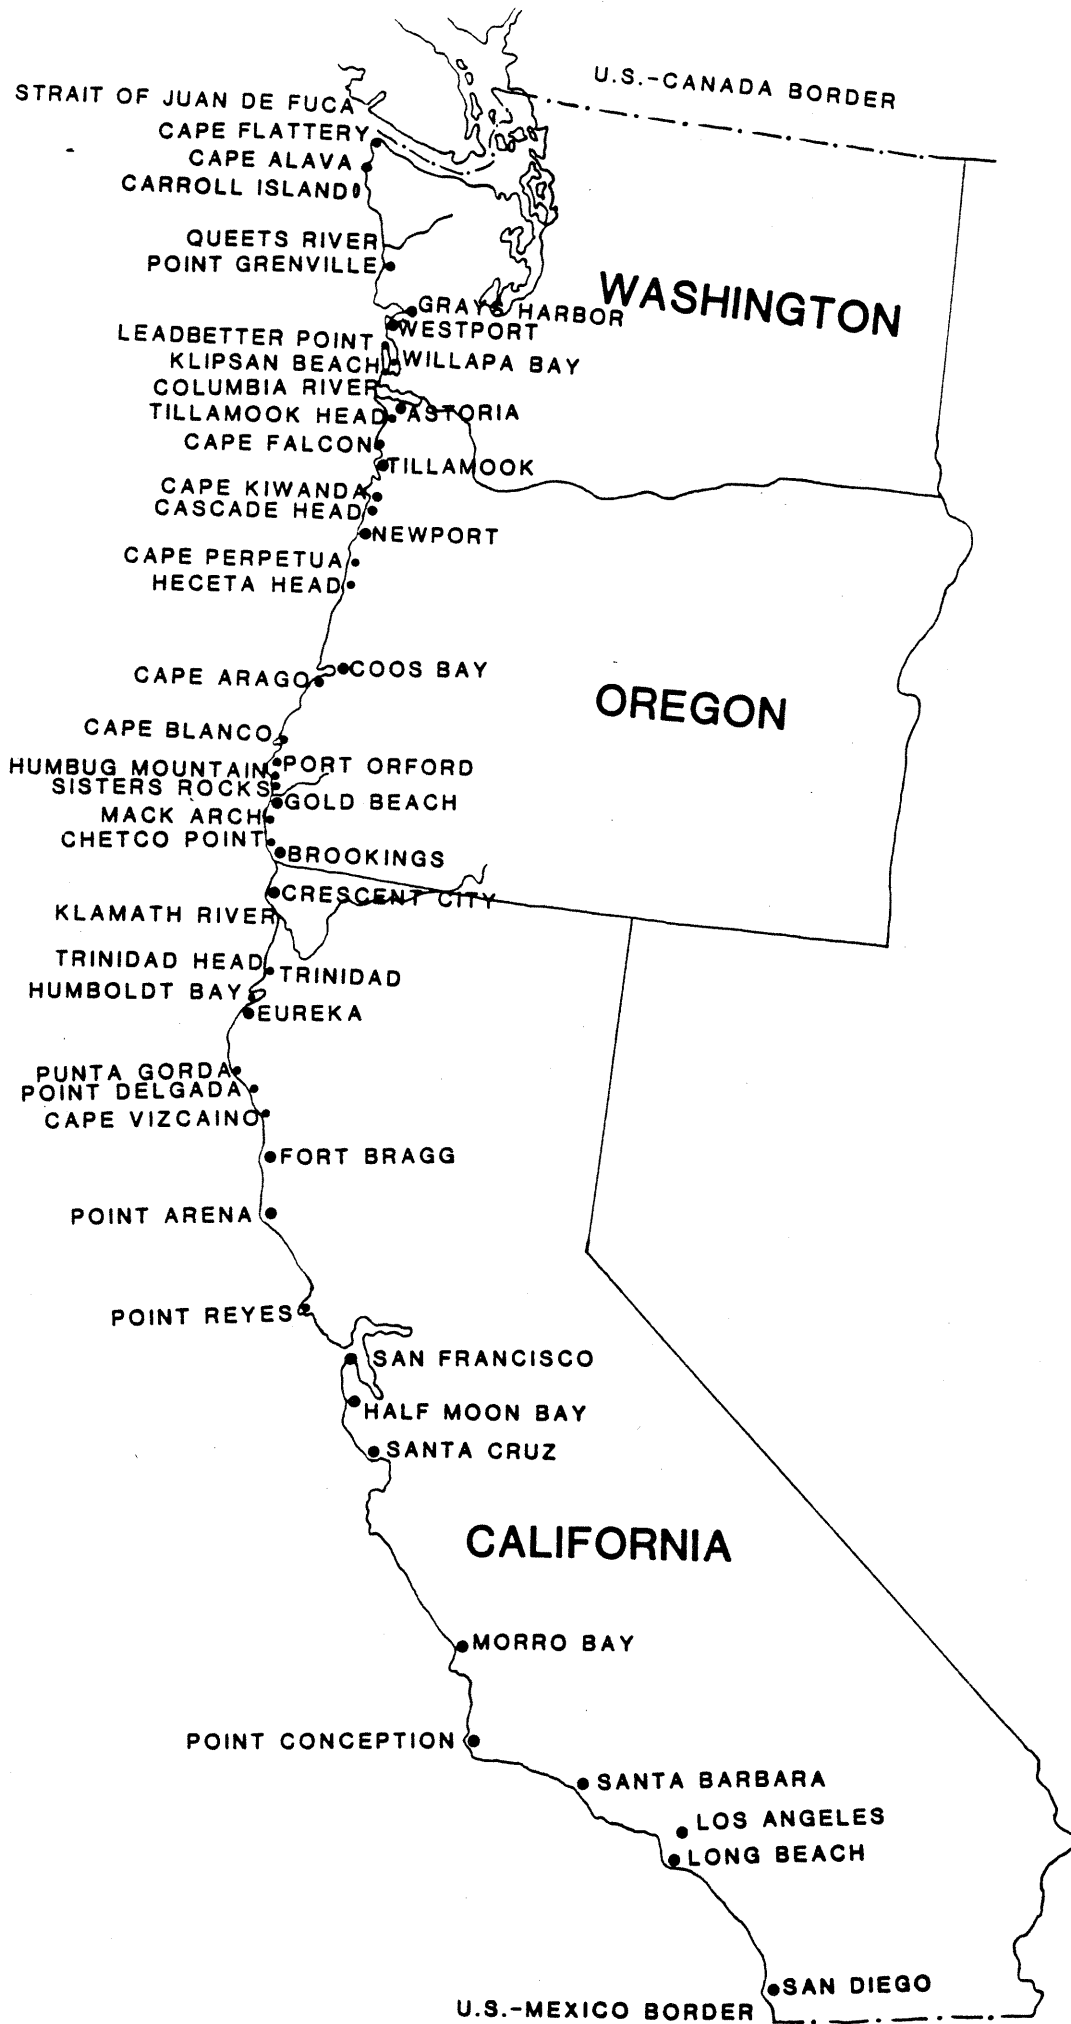 U.S.-CANADA BORDER
STRAIT OF JUAN DE FUCA
CAPE FLATTERY
CAPE ALAVA
CARROLL ISLAND
QUEETS RIVER
POINT GRENVILLE
WASHINGTON
GRAYS HARBOR
WESTPORT
LEADBETTER POINT
KLIPSAN BEACH
WILLAPA BAY
COLUMBIA RIVER
TILLAMOOK HEAD
ASTORIA
CAPE FALCON
TILLAMOOK
CAPE KIWANDA
CASCADE HEAD
NEWPORT
CAPE PERPETUA
HECETA HEAD
COOS BAY
CAPE ARAGO
OREGON
CAPE BLANCO
PORT ORFORD
HUMBUG MOUNTAIN
SISTERS ROCKS
GOLD BEACH
MACK ARCH
CHETCO POINT
BROOKINGS
CRESCENT CITY
KLAMATH RIVER
TRINIDAD HEAD
TRINIDAD
HUMBOLDT BAY
EUREKA
PUNTA GORDA
POINT DELGADA
CAPE VIZCAINO
FORT BRAGG
POINT ARENA
POINT REYES
SAN FRANCISCO
HALF MOON BAY
SANTA CRUZ
CALIFORNIA
MORRO BAY
POINT CONCEPTION
SANTA BARBARA
LOS ANGELES
LONG BEACH
SAN DIEGO
U.S.-MEXICO BORDER